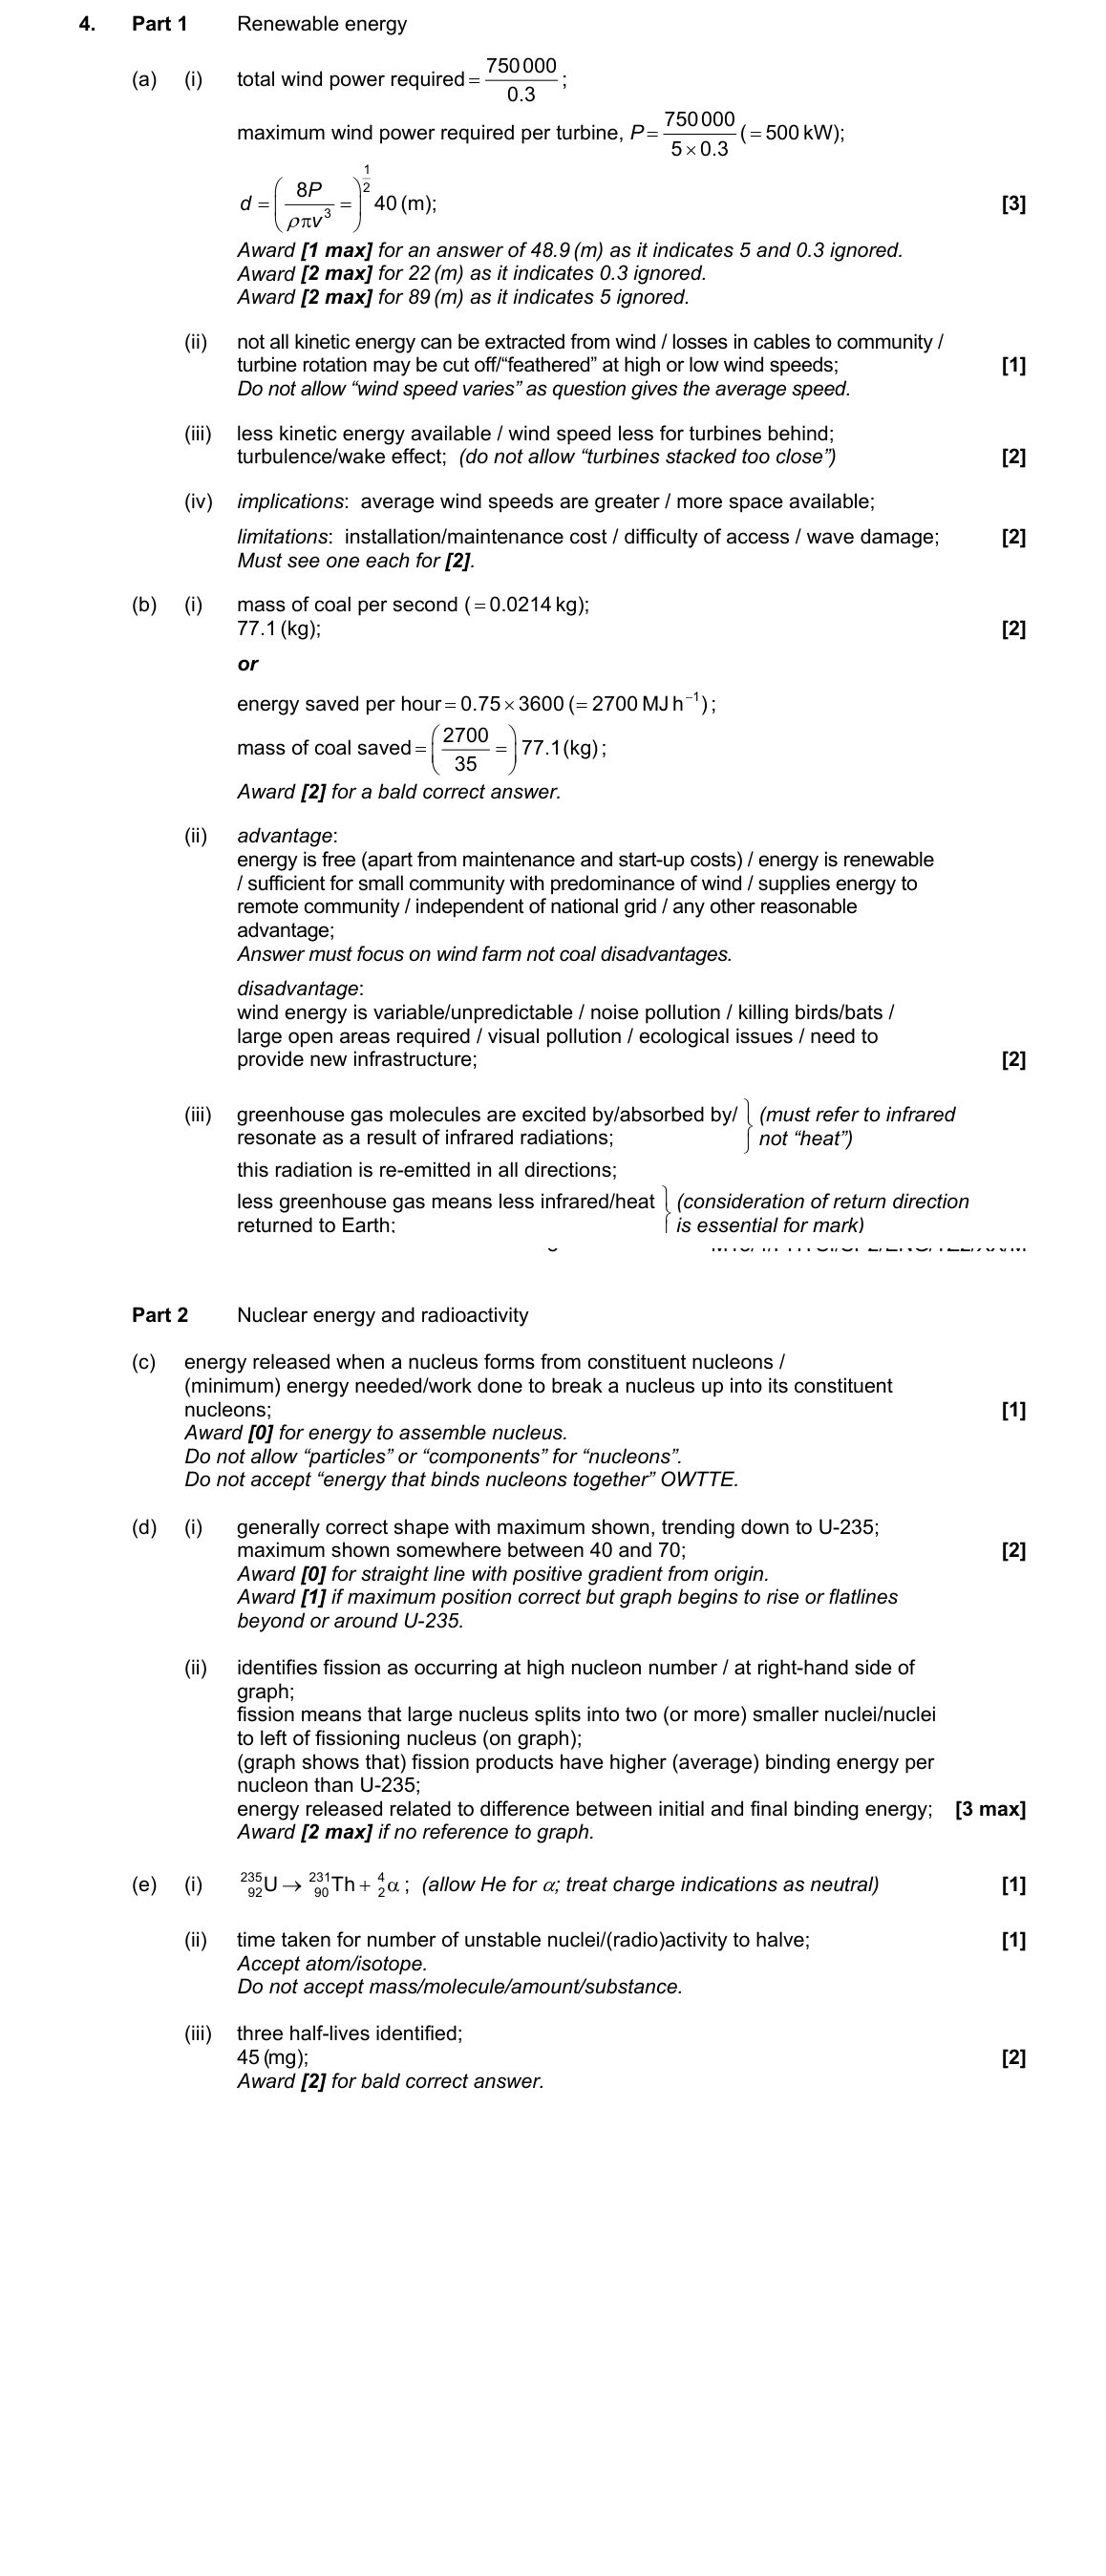 4. Part 1 Renewable energy
(a) (i) total wind power required = 750 000 / 0.3 ;
maximum wind power required per turbine, P = 750 000 / 5 × 0.3 (= 500 kW);
d = (8P / ρπv³ =)^1/2 40 (m); [3]
Award [1 max] for an answer of 48.9 (m) as it indicates 5 and 0.3 ignored.
Award [2 max] for 22 (m) as it indicates 0.3 ignored.
Award [2 max] for 89 (m) as it indicates 5 ignored.
(ii) not all kinetic energy can be extracted from wind / losses in cables to community /
turbine rotation may be cut off/“feathered” at high or low wind speeds; [1]
Do not allow “wind speed varies” as question gives the average speed.
(iii) less kinetic energy available / wind speed less for turbines behind;
turbulence/wake effect; (do not allow “turbines stacked too close”) [2]
(iv) implications: average wind speeds are greater / more space available;
limitations: installation/maintenance cost / difficulty of access / wave damage; [2]
Must see one each for [2].
(b) (i) mass of coal per second (= 0.0214 kg);
77.1 (kg); [2]
or
energy saved per hour = 0.75 × 3600 (= 2700 MJ h⁻¹);
mass of coal saved = (2700 / 35 =) 77.1 (kg);
Award [2] for a bald correct answer.
(ii) advantage:
energy is free (apart from maintenance and start-up costs) / energy is renewable
/ sufficient for small community with predominance of wind / supplies energy to
remote community / independent of national grid / any other reasonable
advantage;
Answer must focus on wind farm not coal disadvantages.
disadvantage:
wind energy is variable/unpredictable / noise pollution / killing birds/bats /
large open areas required / visual pollution / ecological issues / need to
provide new infrastructure; [2]
(iii) greenhouse gas molecules are excited by/absorbed by/ } (must refer to infrared
resonate as a result of infrared radiations; not “heat”)
this radiation is re-emitted in all directions;
less greenhouse gas means less infrared/heat } (consideration of return direction
returned to Earth; is essential for mark)
Part 2 Nuclear energy and radioactivity
(c) energy released when a nucleus forms from constituent nucleons /
(minimum) energy needed/work done to break a nucleus up into its constituent
nucleons; [1]
Award [0] for energy to assemble nucleus.
Do not allow “particles” or “components” for “nucleons”.
Do not accept “energy that binds nucleons together” OWTTE.
(d) (i) generally correct shape with maximum shown, trending down to U-235;
maximum shown somewhere between 40 and 70; [2]
Award [0] for straight line with positive gradient from origin.
Award [1] if maximum position correct but graph begins to rise or flatlines
beyond or around U-235.
(ii) identifies fission as occurring at high nucleon number / at right-hand side of
graph;
fission means that large nucleus splits into two (or more) smaller nuclei/nuclei
to left of fissioning nucleus (on graph);
(graph shows that) fission products have higher (average) binding energy per
nucleon than U-235;
energy released related to difference between initial and final binding energy; [3 max]
Award [2 max] if no reference to graph.
(e) (i) ²³⁵₉₂U → ²³¹₉₀Th + ⁴₂α ; (allow He for α; treat charge indications as neutral) [1]
(ii) time taken for number of unstable nuclei/(radio)activity to halve; [1]
Accept atom/isotope.
Do not accept mass/molecule/amount/substance.
(iii) three half-lives identified;
45 (mg); [2]
Award [2] for bald correct answer.